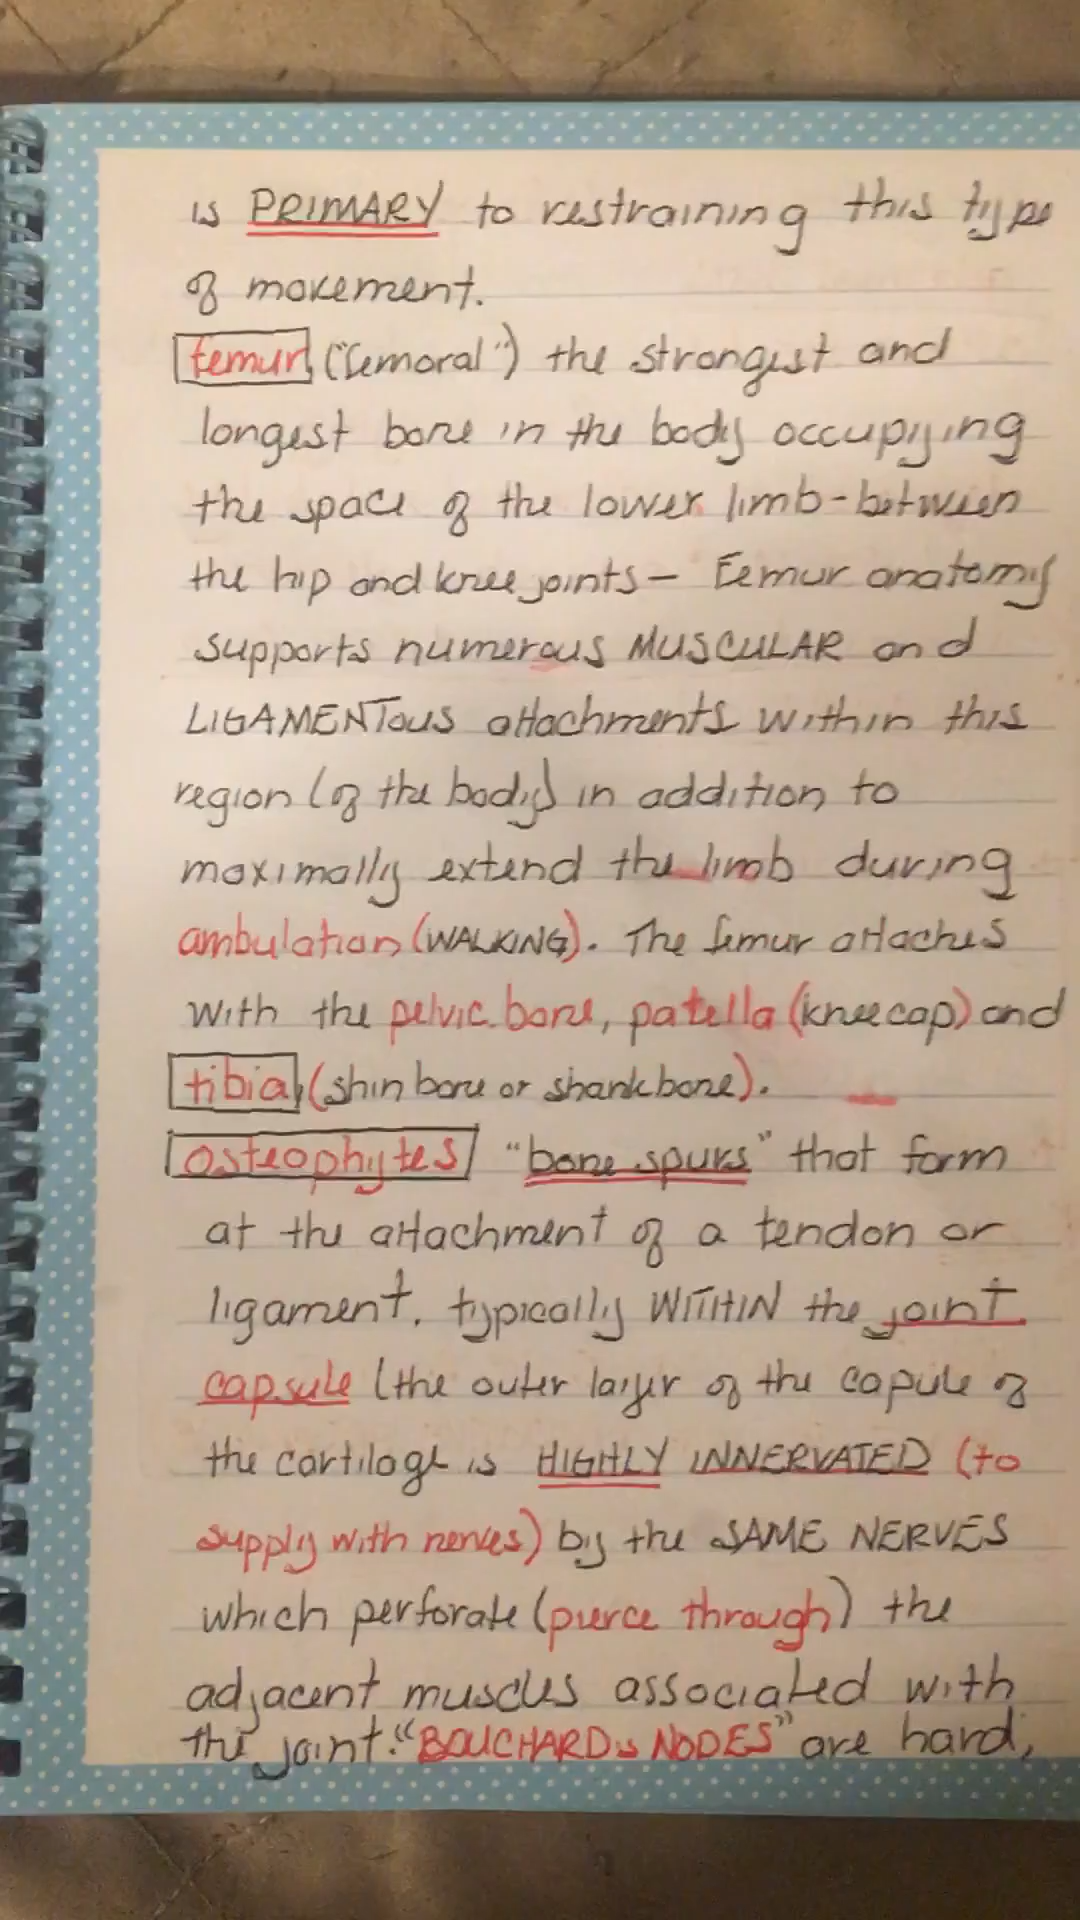 is PRIMARY to restraining this type
of movement.
femur ("femoral") the strongest and
longest bone in the body occupying
the space of the lower limb-between
the hip and knee joints- Femur anatomy
supports numerous MUSCULAR and
LIGAMENTous attachments within this
region (of the body) in addition to
maximally extend the limb during
ambulation (WALKING). The femur attaches
with the pelvic bone, patella (knee cap) and
tibia (shin bone or shank bone).
osteophytes "bone spurs" that form
at the attachment of a tendon or
ligament. typically WITHIN the joint
capsule (the outer layer of the capule of
the cartilage is HIGHLY INNERVATED (to
supply with nerves) by the SAME NERVES
which perforate (pierce through) the
adjacent muscles associated with
the joint. "BOUCHARD's NODES" are hard,